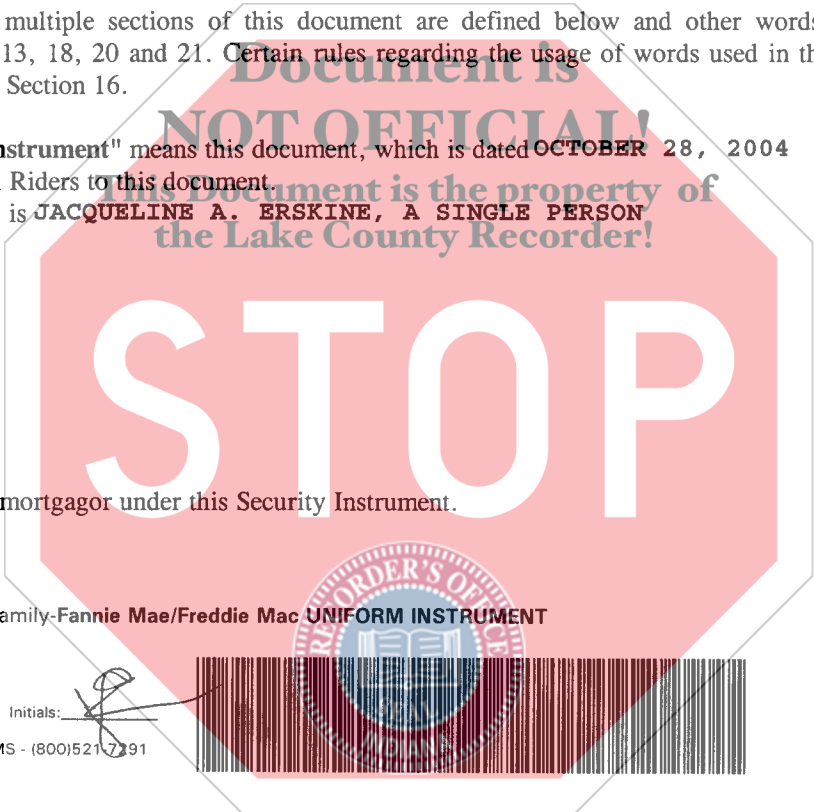 multiple sections of this document are defined below and other words
13, 18, 20 and 21. Certain rules regarding the usage of words used in th
Section 16.
Document is
NOT OFFICIAL!
nstrument" means this document, which is dated OCTOBER 28, 2004
Riders to this document.
This Document is the property of
is JACQUELINE A. ERSKINE, A SINGLE PERSON
the Lake County Recorder!
STOP
mortgagor under this Security Instrument.
RECORDER'S OFFICE
amily-Fannie Mae/Freddie Mac UNIFORM INSTRUMENT
Initials:
SEAL
MS - (800)521-7291
INDIANA